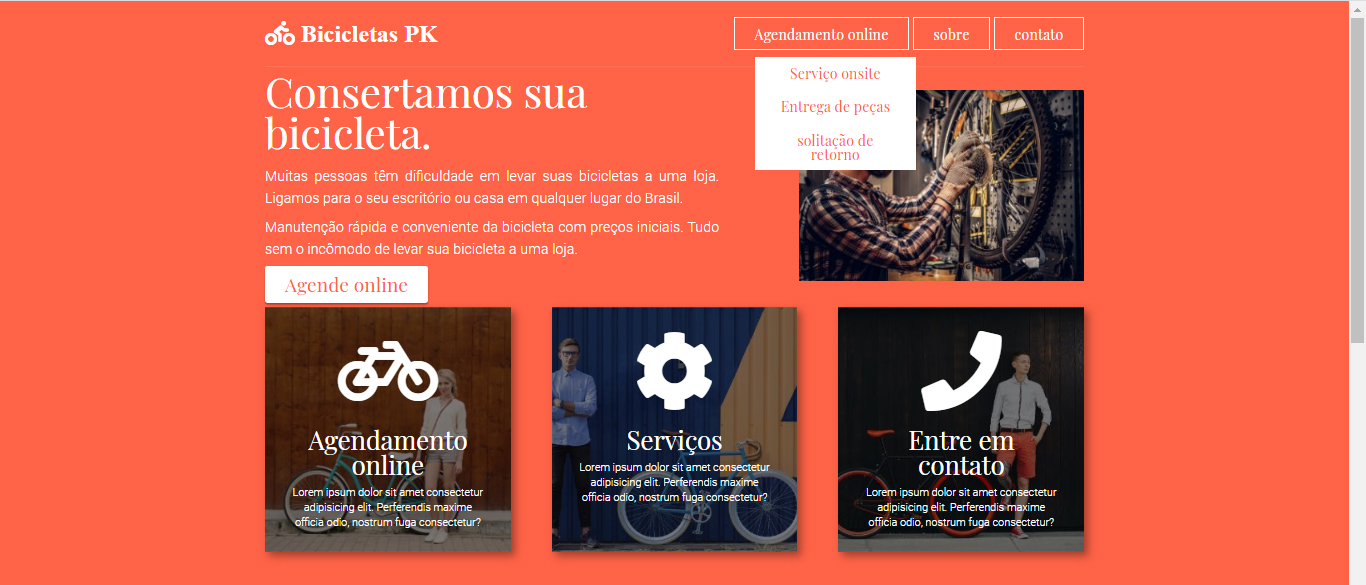 Bicicletas PK
Agendamento online
sobre
contato
Serviço onsite
Entrega de peças
solitação de
retorno
Consertamos sua
bicicleta.
Muitas pessoas têm dificuldade em levar suas bicicletas a uma loja.
Ligamos para o seu escritório ou casa em qualquer lugar do Brasil.
Manutenção rápida e conveniente da bicicleta com preços iniciais. Tudo
sem o incômodo de levar sua bicicleta a uma loja.
Agende online
Agendamento
online
Lorem ipsum dolor sit amet consectetur
adipisicing elit. Perferendis maxime
officia odio, nostrum fuga consectetur?
Serviços
Lorem ipsum dolor sit amet consectetur
adipisicing elit. Perferendis maxime
officia odio, nostrum fuga consectetur?
Entre em
contato
Lorem ipsum dolor sit amet consectetur
adipisicing elit. Perferendis maxime
officia odio, nostrum fuga consectetur?